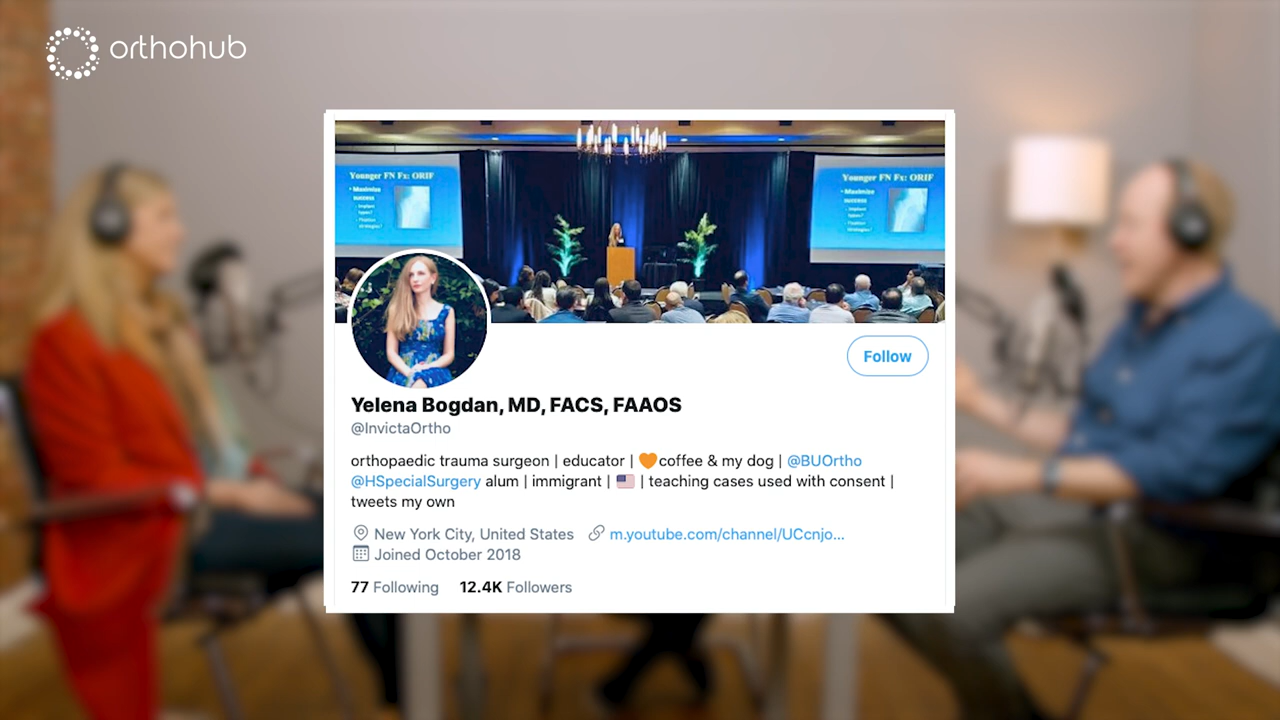 orthohub
Younger FN Fx: ORIF
• Maximize
success
Younger FN Fx: ORIF
• Maximize
success
Follow
Yelena Bogdan, MD, FACS, FAAOS
@InvictaOrtho
orthopaedic trauma surgeon | educator | 🧡coffee & my dog | @BUOrtho
@HSpecialSurgery alum | immigrant | 🇺🇸 | teaching cases used with consent |
tweets my own
New York City, United States m.youtube.com/channel/UCcnjo...
Joined October 2018
77 Following 12.4K Followers